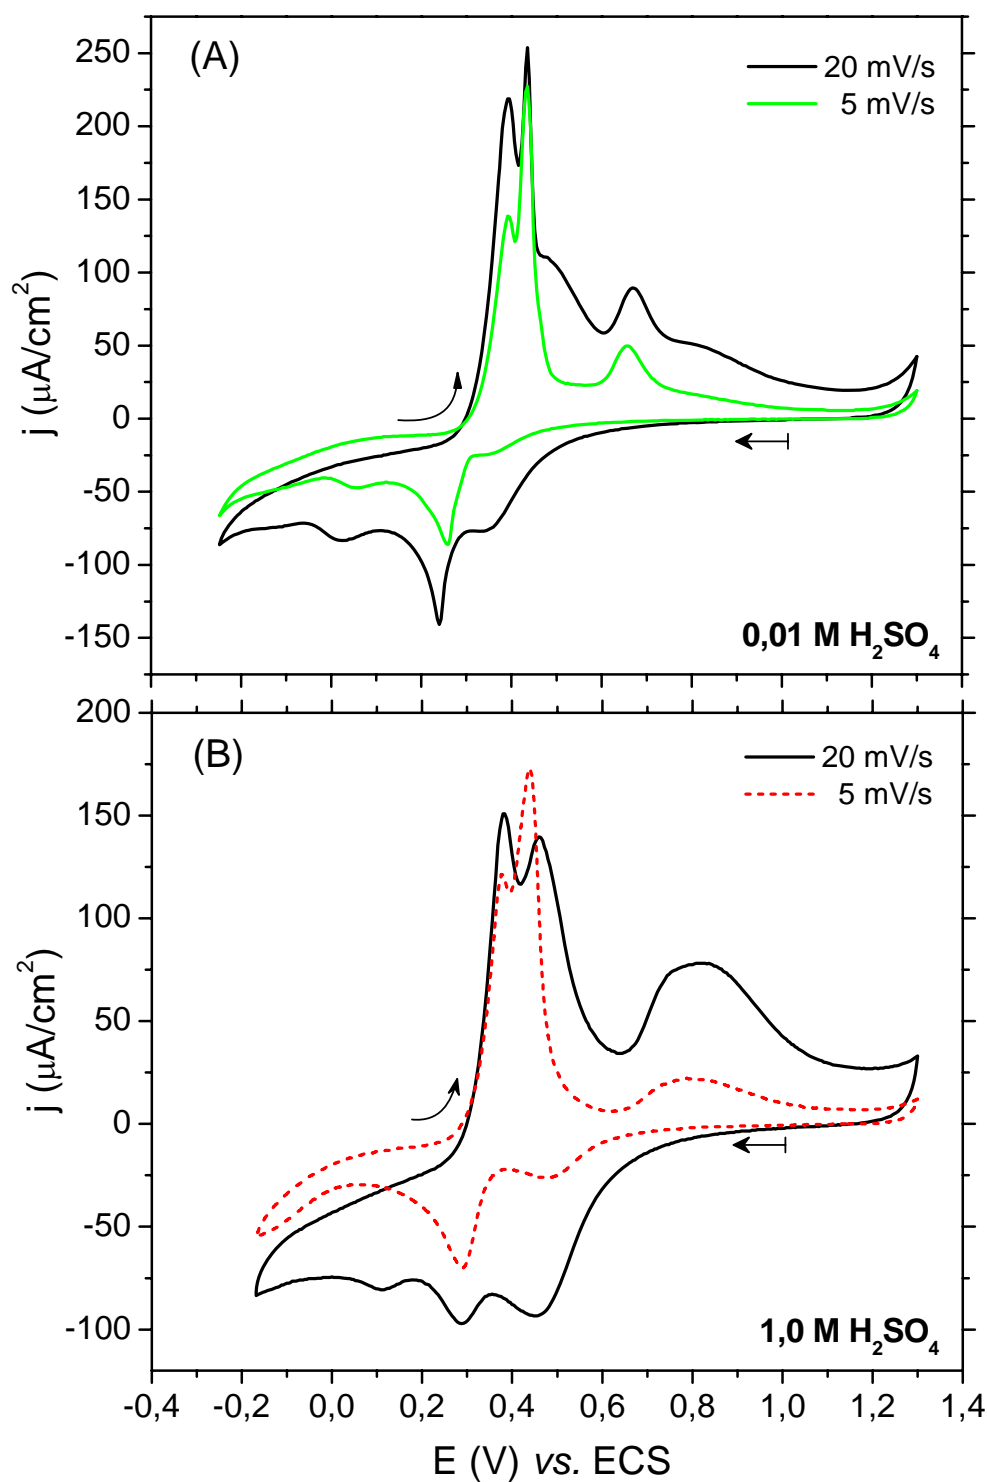 (A)
20 mV/s
5 mV/s
250
200
150
100
50
0
-50
-100
-150
j (μA/cm²)
0,01 M H₂SO₄
(B)
20 mV/s
5 mV/s
200
150
100
50
0
-50
-100
j (μA/cm²)
1,0 M H₂SO₄
-0,4 -0,2 0,0 0,2 0,4 0,6 0,8 1,0 1,2 1,4
E (V) vs. ECS